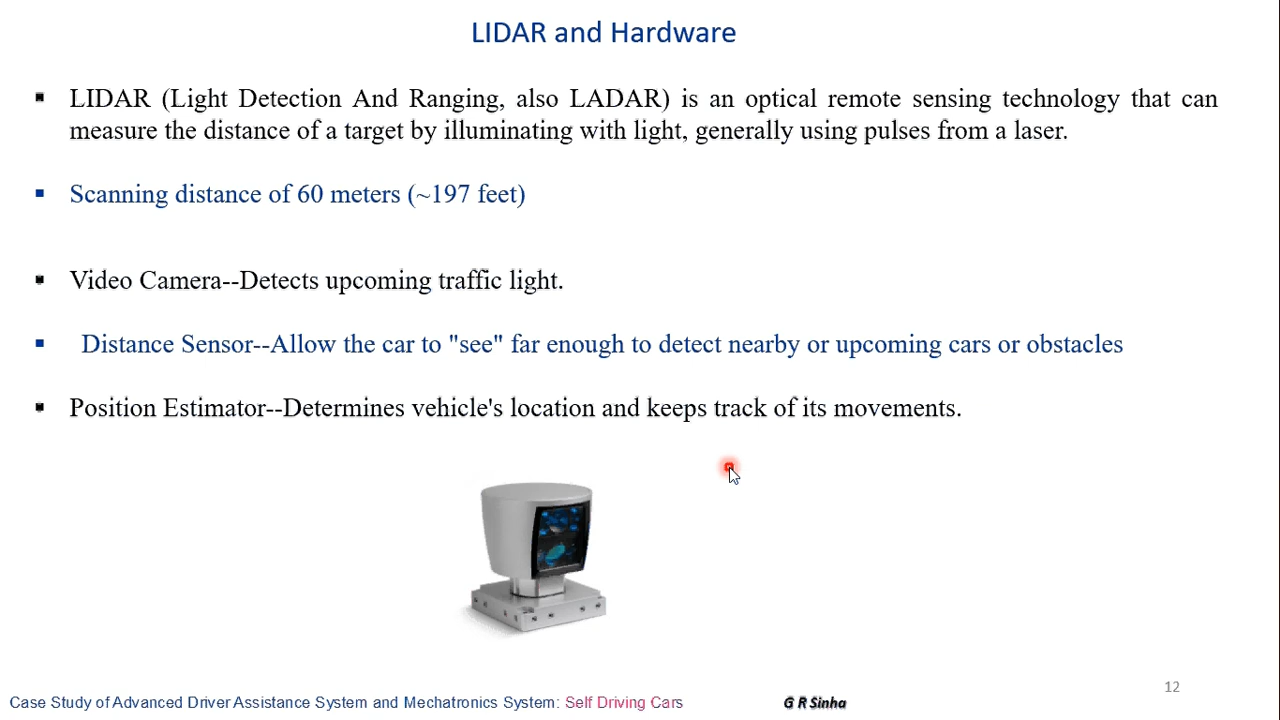 LIDAR and Hardware
▪ LIDAR (Light Detection And Ranging, also LADAR) is an optical remote sensing technology that can
measure the distance of a target by illuminating with light, generally using pulses from a laser.
▪ Scanning distance of 60 meters (~197 feet)
▪ Video Camera--Detects upcoming traffic light.
▪ Distance Sensor--Allow the car to "see" far enough to detect nearby or upcoming cars or obstacles
▪ Position Estimator--Determines vehicle's location and keeps track of its movements.
12
Case Study of Advanced Driver Assistance System and Mechatronics System: Self Driving Cars G R Sinha